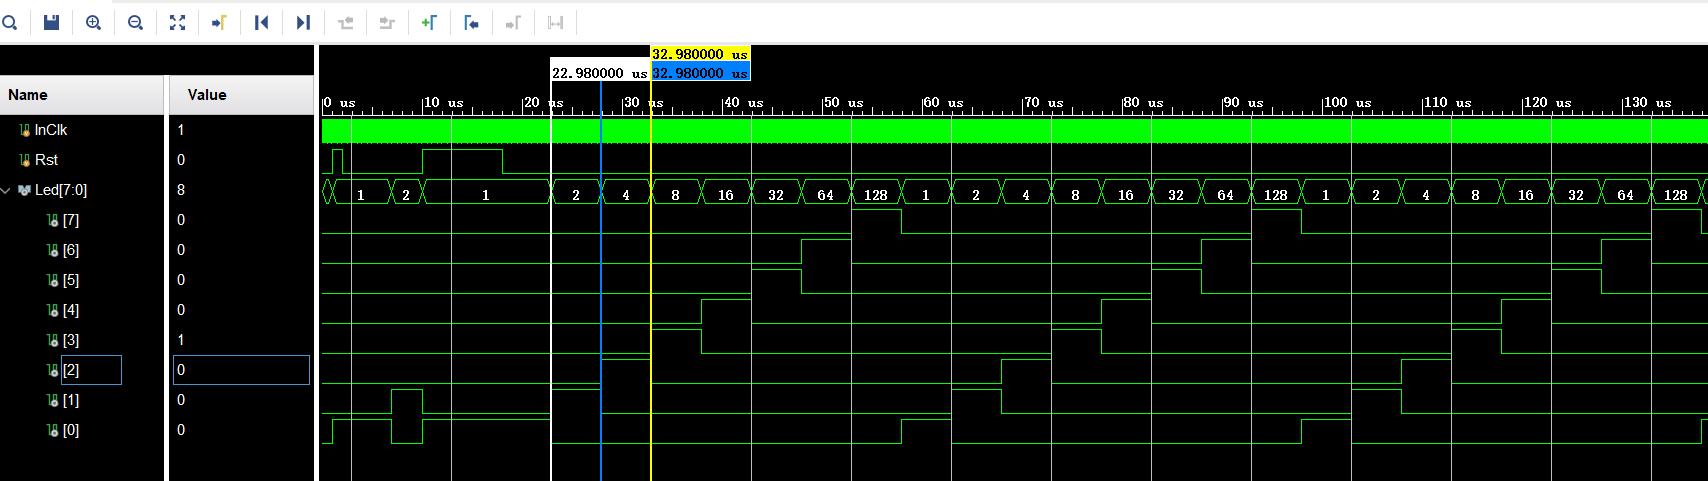 32.980000 us
22.980000 us 32.980000 us
Name Value 0 us 10 us 20 us 30 us 40 us 50 us 60 us 70 us 80 us 90 us 100 us 110 us 120 us 130 us
InClk 1
Rst 0
Led[7:0] 8 1 2 1 2 4 8 16 32 64 128 1 2 4 8 16 32 64 128 1 2 4 8 16 32 64 128
[7] 0
[6] 0
[5] 0
[4] 0
[3] 1
[2] 0
[1] 0
[0] 0